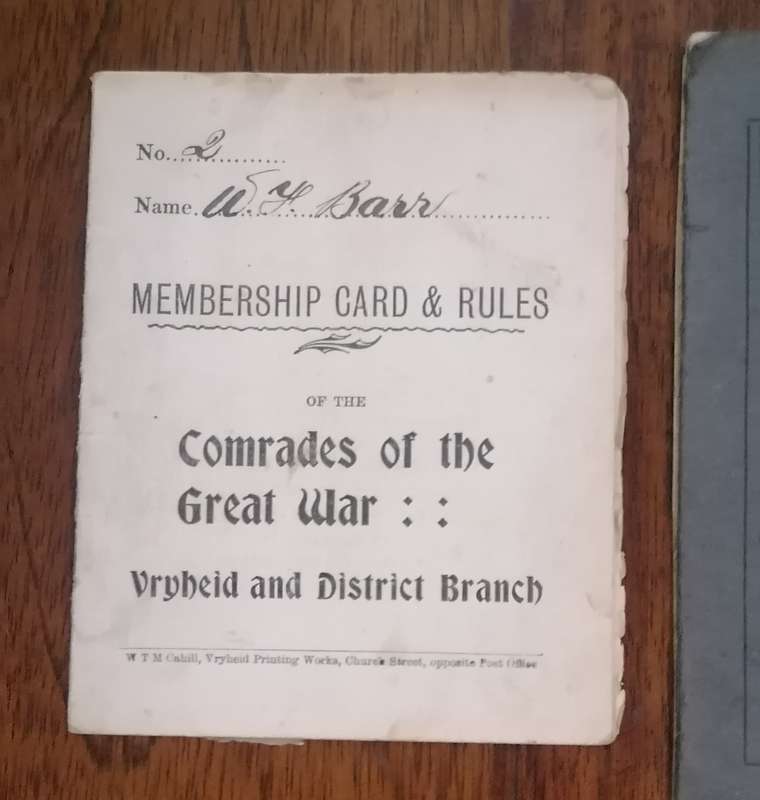 No. 2
Name. W. F. Barr
MEMBERSHIP CARD & RULES
OF THE
Comrades of the
Great War : :
Vryheid and District Branch
W T M Cahill, Vryheid Printing Works, Church Street, opposite Post Office